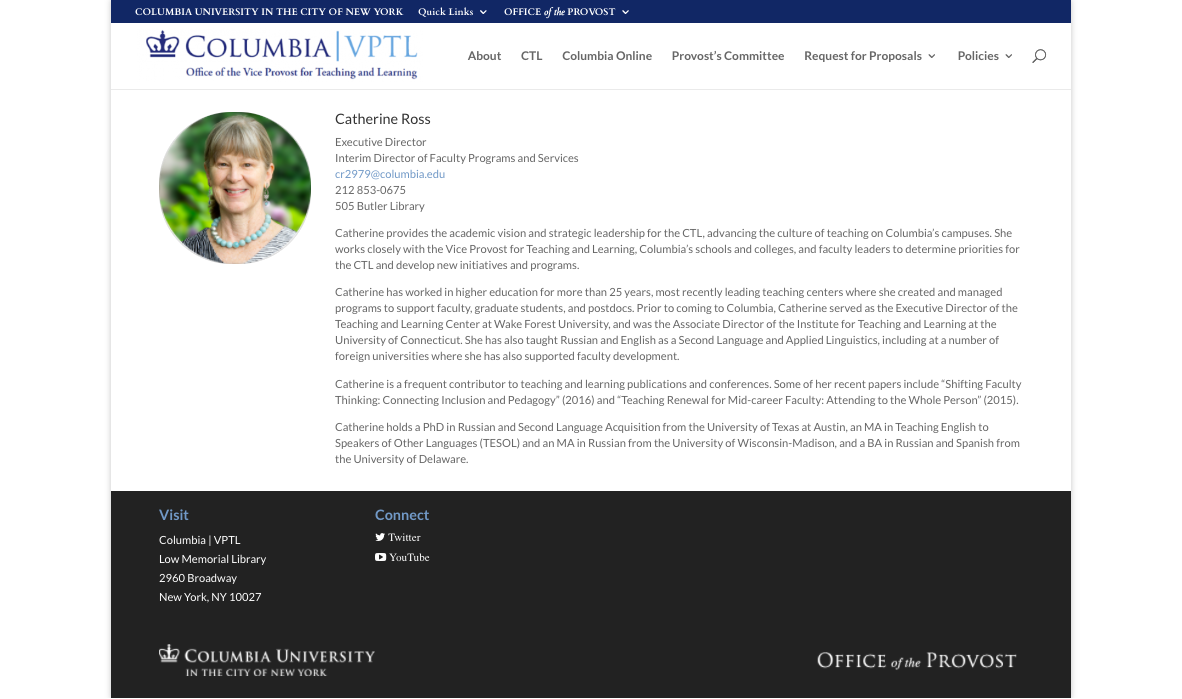 COLUMBIA UNIVERSITY IN THE CITY OF NEW YORK Quick Links OFFICE of the PROVOST
COLUMBIA | VPTL
Office of the Vice Provost for Teaching and Learning
About CTL Columbia Online Provost's Committee Request for Proposals Policies
Catherine Ross
Executive Director
Interim Director of Faculty Programs and Services
cr2979@columbia.edu
212 853-0675
505 Butler Library
Catherine provides the academic vision and strategic leadership for the CTL, advancing the culture of teaching on Columbia's campuses. She
works closely with the Vice Provost for Teaching and Learning, Columbia's schools and colleges, and faculty leaders to determine priorities for
the CTL and develop new initiatives and programs.
Catherine has worked in higher education for more than 25 years, most recently leading teaching centers where she created and managed
programs to support faculty, graduate students, and postdocs. Prior to coming to Columbia, Catherine served as the Executive Director of the
Teaching and Learning Center at Wake Forest University, and was the Associate Director of the Institute for Teaching and Learning at the
University of Connecticut. She has also taught Russian and English as a Second Language and Applied Linguistics, including at a number of
foreign universities where she has also supported faculty development.
Catherine is a frequent contributor to teaching and learning publications and conferences. Some of her recent papers include “Shifting Faculty
Thinking: Connecting Inclusion and Pedagogy” (2016) and “Teaching Renewal for Mid-career Faculty: Attending to the Whole Person” (2015).
Catherine holds a PhD in Russian and Second Language Acquisition from the University of Texas at Austin, an MA in Teaching English to
Speakers of Other Languages (TESOL) and an MA in Russian from the University of Wisconsin-Madison, and a BA in Russian and Spanish from
the University of Delaware.
Visit
Columbia | VPTL
Low Memorial Library
2960 Broadway
New York, NY 10027
Connect
Twitter
YouTube
COLUMBIA UNIVERSITY
IN THE CITY OF NEW YORK
OFFICE of the PROVOST